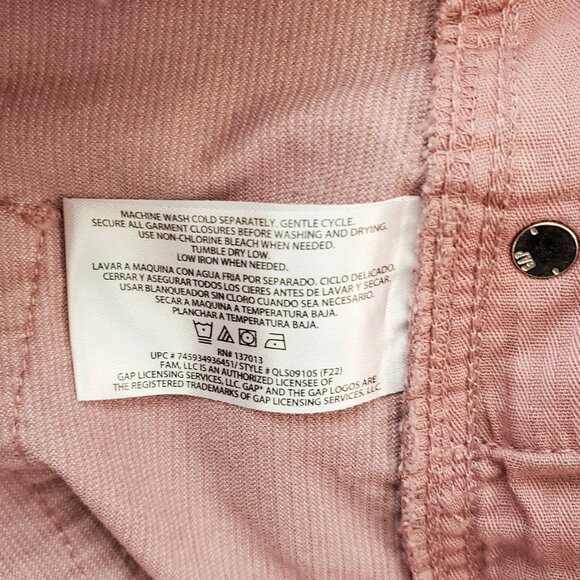 MACHINE WASH COLD SEPARATELY. GENTLE CYCLE.
SECURE ALL GARMENT CLOSURES BEFORE WASHING AND DRYING.
USE NON-CHLORINE BLEACH WHEN NEEDED.
TUMBLE DRY LOW.
LOW IRON WHEN NEEDED.
LAVAR A MAQUINA CON AGUA FRIA POR SEPARADO. CICLO DELICADO.
CERRAR Y ASEGURAR TODOS LOS CIERES ANTES DE LAVAR Y SECAR.
USAR BLANQUEADOR SIN CLORO CUANDO SEA NECESARIO.
SECAR A MAQUINA A TEMPERATURA BAJA.
PLANCHAR A TEMPERATURA BAJA.
RN# 137013
UPC # 745934936451/ STYLE # QLS09105 (F22)
FAM, LLC IS AN AUTHORIZED LICENSEE OF
GAP LICENSING SERVICES, LLC. GAP® AND THE GAP LOGOS ARE
THE REGISTERED TRADEMARKS OF GAP LICENSING SERVICES, LLC.